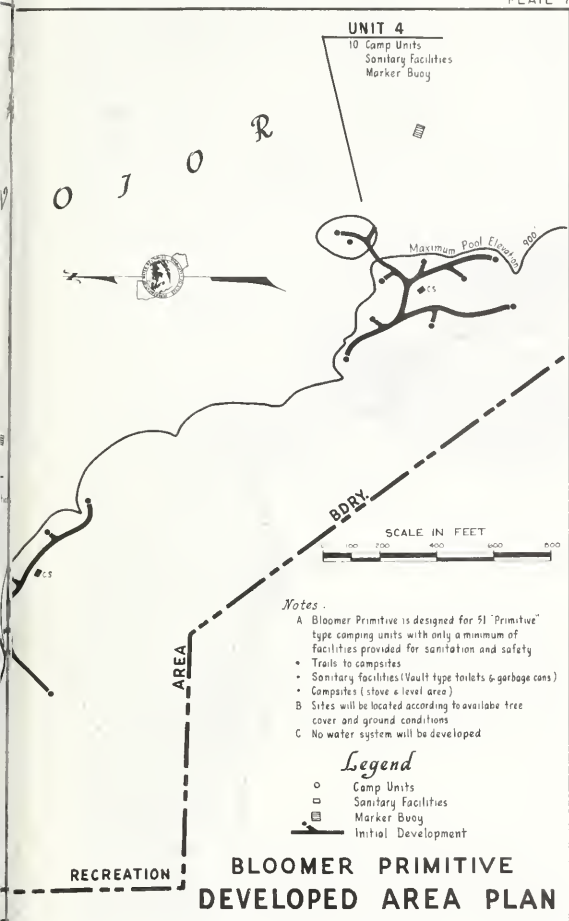 UNIT 4
10 Camp Units
Sanitary Facilities
Marker Buoy
V O I O R
Maximum Pool Elevation 900'
CS
CS
BDRY.
AREA
RECREATION
SCALE IN FEET
0 100 200 400 600 800
Notes.
A Bloomer Primitive is designed for 51 "Primitive"
type camping units with only a minimum of
facilities provided for sanitation and safety
• Trails to campsites
• Sanitary facilities (Vault type toilets & garbage cans)
• Campsites (stove & level area)
B Sites will be located according to availabe tree
cover and ground conditions
C No water system will be developed
Legend
Camp Units
Sanitary Facilities
Marker Buoy
Initial Development
BLOOMER PRIMITIVE
DEVELOPED AREA PLAN